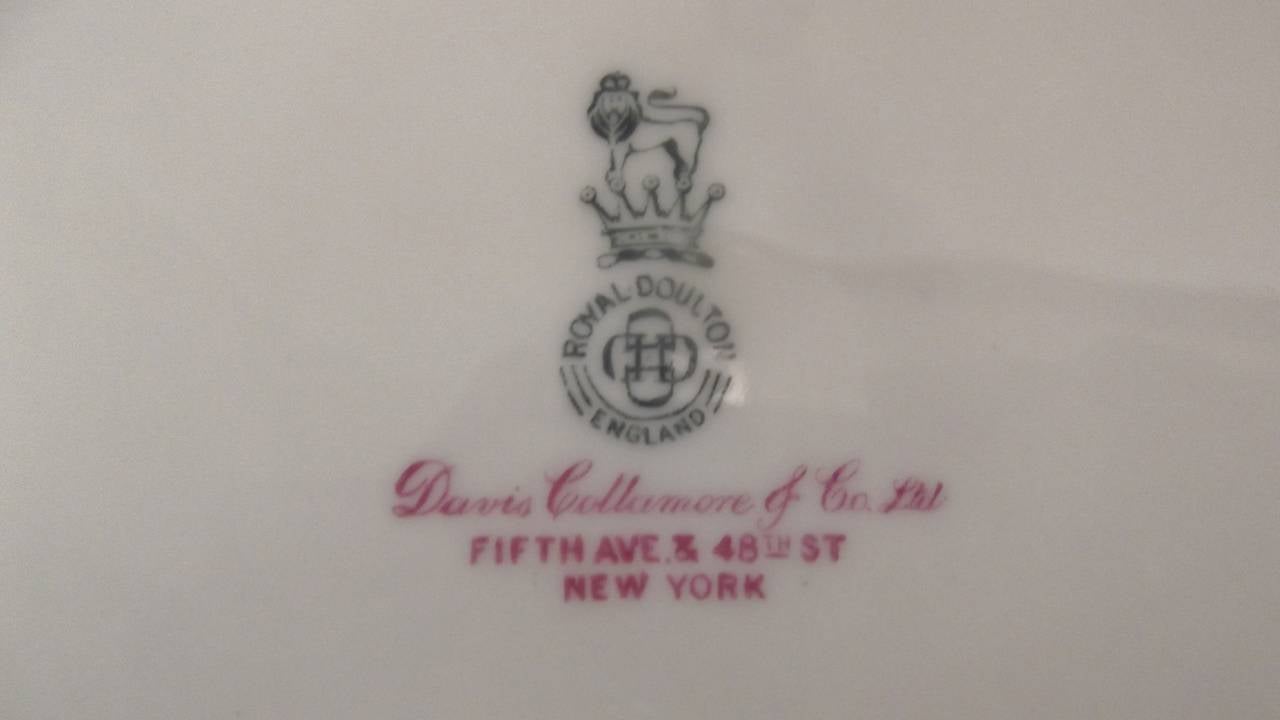 ROYAL DOULTON
ENGLAND
Davis Collamore & Co. Ltd
FIFTH AVE. & 48TH ST
NEW YORK